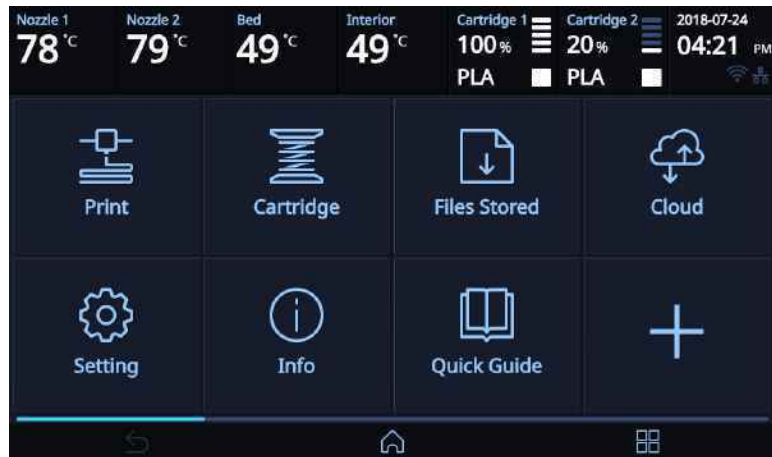 Nozzle 1
78 °C
Nozzle 2
79 °C
Bed
49 °C
Interior
49 °C
Cartridge 1
100 %
PLA
Cartridge 2
20 %
PLA
2018-07-24
04:21 PM
Print
Cartridge
Files Stored
Cloud
Setting
Info
Quick Guide